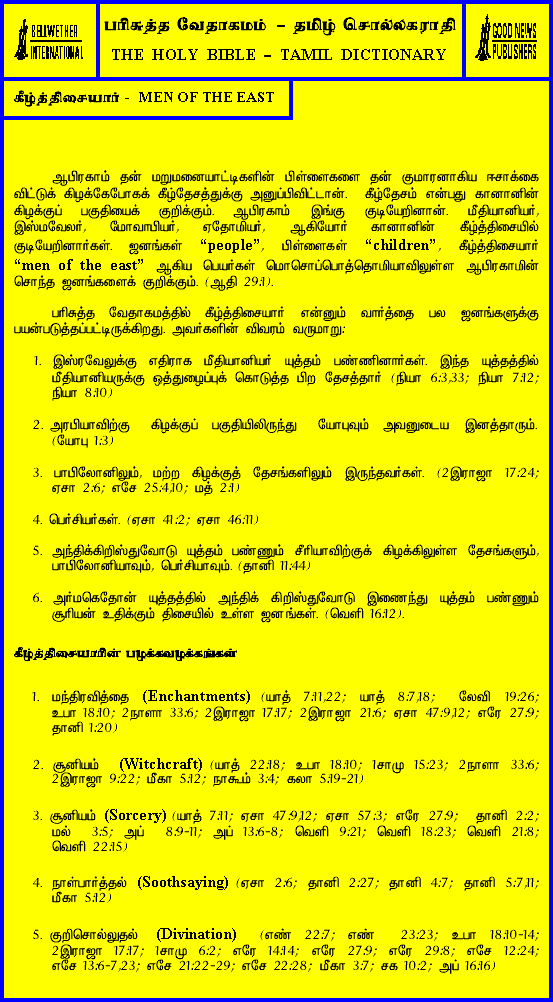 BELLWETHER
INTERNATIONAL
பரிசுத்த வேதாகமம் – தமிழ் சொல்லகராதி
THE HOLY BIBLE – TAMIL DICTIONARY
GOOD NEWS
PUBLISHERS
கீழ்த்திசையார் - MEN OF THE EAST
ஆபிரகாம் தன் மறுமனையாட்டிகளின் பிள்ளைகளை தன் குமாரனாகிய ஈசாக்கை
விட்டுக் கிழக்கேபோகக் கீழ்தேசத்துக்கு அனுப்பிவிட்டான். கீழ்தேசம் என்பது கானானின்
கிழக்குப் பகுதியைக் குறிக்கும். ஆபிரகாம் இங்கு குடியேறினான். மீதியானியர்,
இஸ்மவேலர், மோவாபியர், ஏதோமியர், ஆகியோர் கானானின் கீழ்த்திசையில்
குடியேறினார்கள். ஜனங்கள் “people”, பிள்ளைகள் “children”, கீழ்த்திசையார்
“men of the east” ஆகிய பெயர்கள் மொசொப்பொத்தொமியாவிலுள்ள ஆபிரகாமின்
சொந்த ஜனங்களைக் குறிக்கும். (ஆதி 29:1).
பரிசுத்த வேதாகமத்தில் கீழ்த்திசையார் என்னும் வார்த்தை பல ஜனங்களுக்கு
பயன்படுத்தப்பட்டிருக்கிறது. அவர்களின் விவரம் வருமாறு:
1. இஸ்ரவேலுக்கு எதிராக மீதியானியர் யுத்தம் பண்ணினார்கள். இந்த யுத்தத்தில்
மீதியானியருக்கு ஒத்துழைப்புக் கொடுத்த பிற தேசத்தார் (நியா 6:3,33; நியா 7:12;
நியா 8:10)
2. அரபியாவிற்கு கிழக்குப் பகுதியிலிருந்து யோபுவும் அவனுடைய இனத்தாரும்.
(யோபு 1:3)
3. பாபிலோனிலும், மற்ற கிழக்குத் தேசங்களிலும் இருந்தவர்கள். (2இராஜா 17:24;
ஏசா 2:6; எசே 25:4,10; மத் 2:1)
4. பெர்சியர்கள். (ஏசா 41:2; ஏசா 46:11)
5. அந்திக்கிறிஸ்துவோடு யுத்தம் பண்ணும் சீரியாவிற்குக் கிழக்கிலுள்ள தேசங்களும்,
பாபிலோனியாவும், பெர்சியாவும். (தானி 11:44)
6. அர்மகெதோன் யுத்தத்தில் அந்திக் கிறிஸ்துவோடு இணைந்து யுத்தம் பண்ணும்
சூரியன் உதிக்கும் திசையில் உள்ள ஜனங்கள். (வெளி 16:12).
கீழ்த்திசையாரின் பழக்கவழக்கங்கள்
1. மந்திரவித்தை (Enchantments) (யாத் 7:11,22; யாத் 8:7,18; லேவி 19:26;
உபா 18:10; 2நாளா 33:6; 2இராஜா 17:17; 2இராஜா 21:6; ஏசா 47:9,12; எரே 27:9;
தானி 1:20)
2. சூனியம் (Witchcraft) (யாத் 22:18; உபா 18:10; 1சாமு 15:23; 2நாளா 33:6;
2இராஜா 9:22; மீகா 5:12; நாகூம் 3:4; கலா 5:19-21)
3. சூனியம் (Sorcery) (யாத் 7:11; ஏசா 47:9,12; ஏசா 57:3; எரே 27:9; தானி 2:2;
மல் 3:5; அப் 8:9-11; அப் 13:6-8; வெளி 9:21; வெளி 18:23; வெளி 21:8;
வெளி 22:15)
4. நாள்பார்த்தல் (Soothsaying) (ஏசா 2:6; தானி 2:27; தானி 4:7; தானி 5:7,11;
மீகா 5:12)
5. குறிசொல்லுதல் (Divination) (எண் 22:7; எண் 23:23; உபா 18:10-14;
2இராஜா 17:17; 1சாமு 6:2; எரே 14:14; எரே 27:9; எரே 29:8; எசே 12:24;
எசே 13:6-7,23; எசே 21:22-29; எசே 22:28; மீகா 3:7; சக 10:2; அப் 16:16)